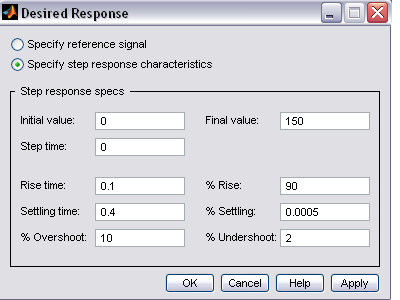 Desired Response
Specify reference signal
Specify step response characteristics
Step response specs
Initial value: 0 Final value: 150
Step time: 0
Rise time: 0.1 % Rise: 90
Settling time: 0.4 % Settling: 0.0005
% Overshoot: 10 % Undershoot: 2
OK Cancel Help Apply